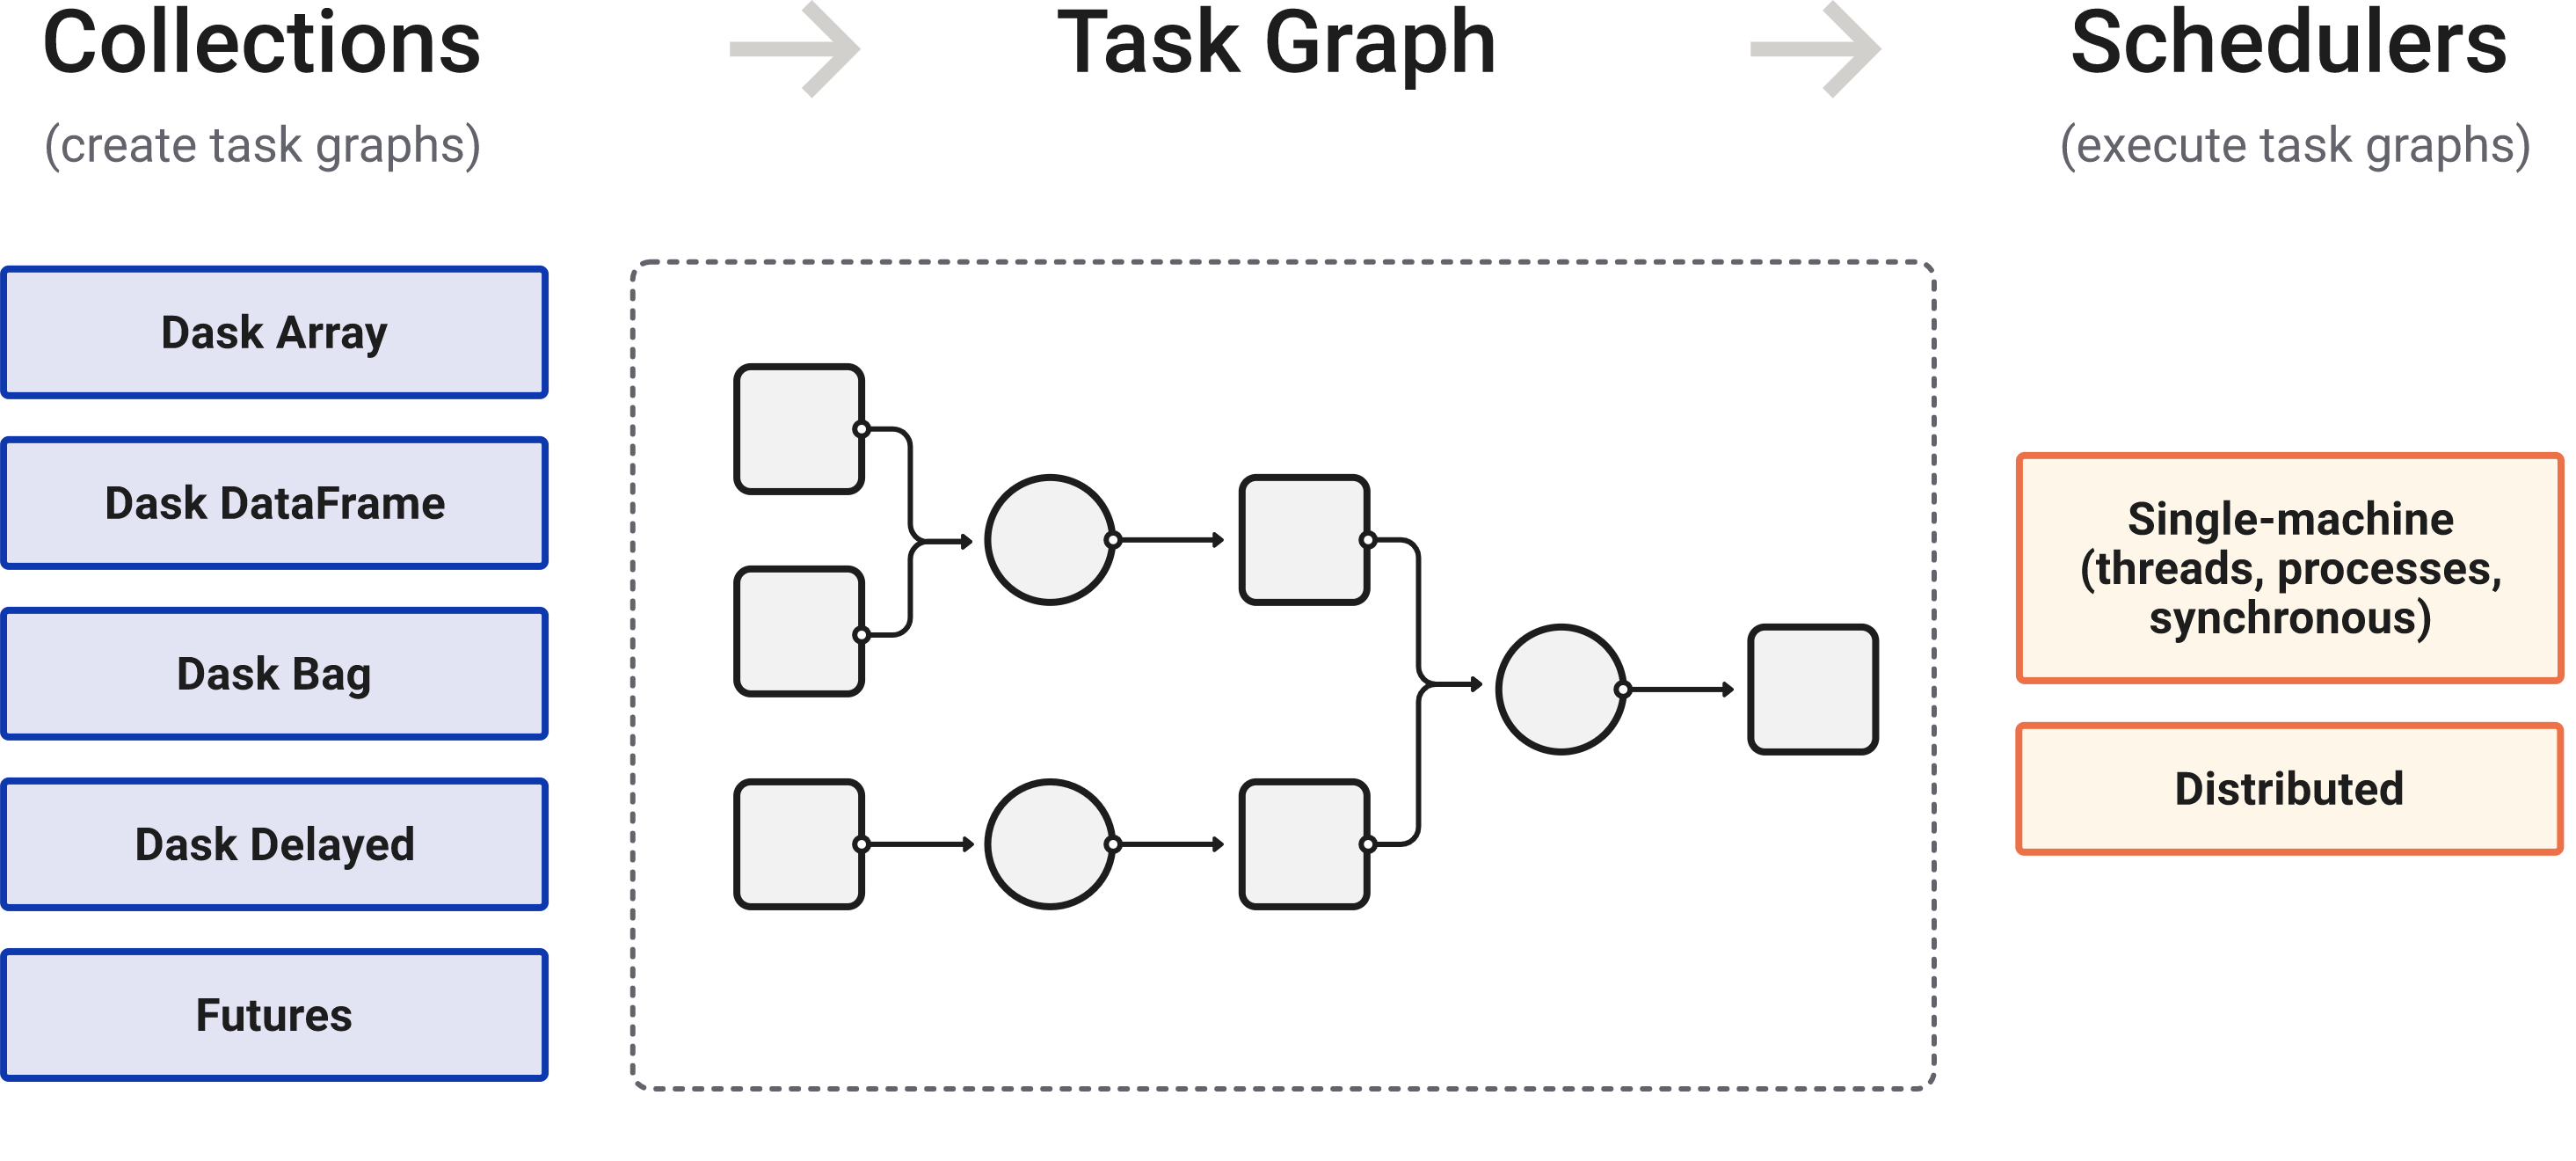 Collections
(create task graphs)
Task Graph
Schedulers
(execute task graphs)
Dask Array
Dask DataFrame
Dask Bag
Dask Delayed
Futures
Single-machine
(threads, processes,
synchronous)
Distributed